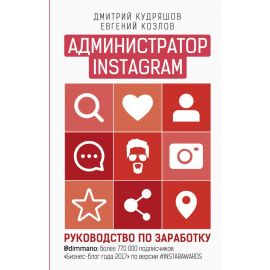 ДМИТРИЙ КУДРЯШОВ
ЕВГЕНИЙ КОЗЛОВ
АДМИНИСТРАТОР
INSTAGRAM
РУКОВОДСТВО ПО ЗАРАБОТКУ
@dimmano: более 770 000 подписчиков
«Бизнес-блог года 2017» по версии #INSTARAWARDS